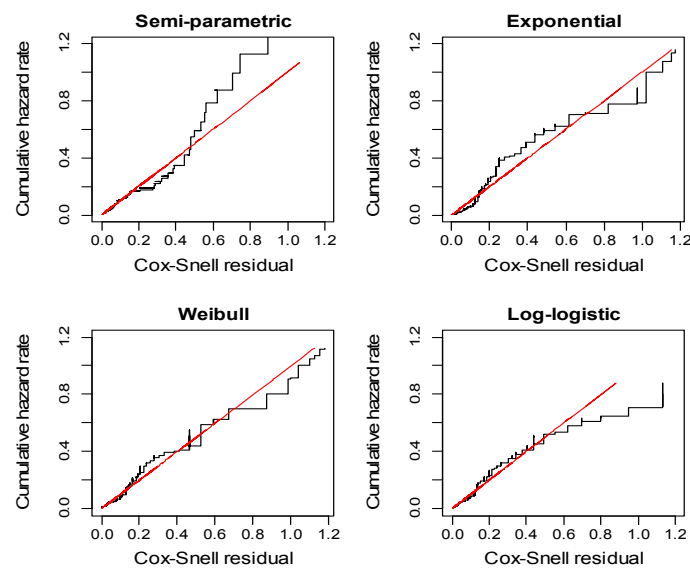 Semi-parametric
Cumulative hazard rate
0.0 0.4 0.8 1.2
0.0 0.2 0.4 0.6 0.8 1.0 1.2
Cox-Snell residual
Exponential
Cumulative hazard rate
0.0 0.4 0.8 1.2
0.0 0.2 0.4 0.6 0.8 1.0 1.2
Cox-Snell residual
Weibull
Cumulative hazard rate
0.0 0.4 0.8 1.2
0.0 0.2 0.4 0.6 0.8 1.0 1.2
Cox-Snell residual
Log-logistic
Cumulative hazard rate
0.0 0.4 0.8 1.2
0.0 0.2 0.4 0.6 0.8 1.0 1.2
Cox-Snell residual